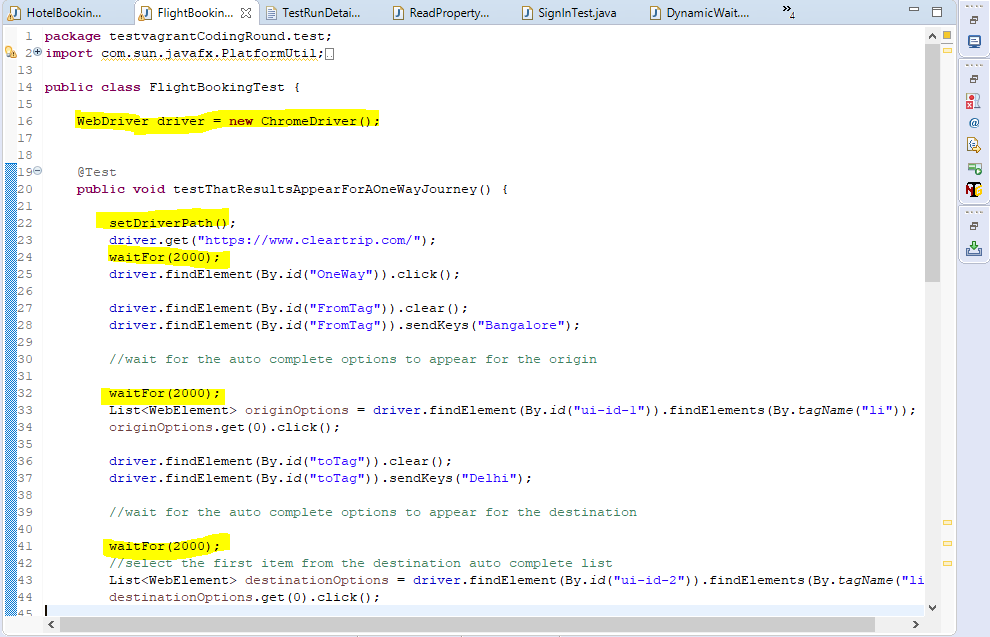 HotelBookin... FlightBookin... TestRunDetai... ReadProperty... SignInTest.java DynamicWait.... »4
1 package testvagrantCodingRound.test;
2 import com.sun.javafx.PlatformUtil;
13
14 public class FlightBookingTest {
15
16 WebDriver driver = new ChromeDriver();
17
18
19 @Test
20 public void testThatResultsAppearForAOneWayJourney() {
21
22 setDriverPath();
23 driver.get("https://www.cleartrip.com/");
24 waitFor(2000);
25 driver.findElement(By.id("OneWay")).click();
26
27 driver.findElement(By.id("FromTag")).clear();
28 driver.findElement(By.id("FromTag")).sendKeys("Bangalore");
29
30 //wait for the auto complete options to appear for the origin
31
32 waitFor(2000);
33 List<WebElement> originOptions = driver.findElement(By.id("ui-id-1")).findElements(By.tagName("li"));
34 originOptions.get(0).click();
35
36 driver.findElement(By.id("toTag")).clear();
37 driver.findElement(By.id("toTag")).sendKeys("Delhi");
38
39 //wait for the auto complete options to appear for the destination
40
41 waitFor(2000);
42 //select the first item from the destination auto complete list
43 List<WebElement> destinationOptions = driver.findElement(By.id("ui-id-2")).findElements(By.tagName("li
44 destinationOptions.get(0).click();
45